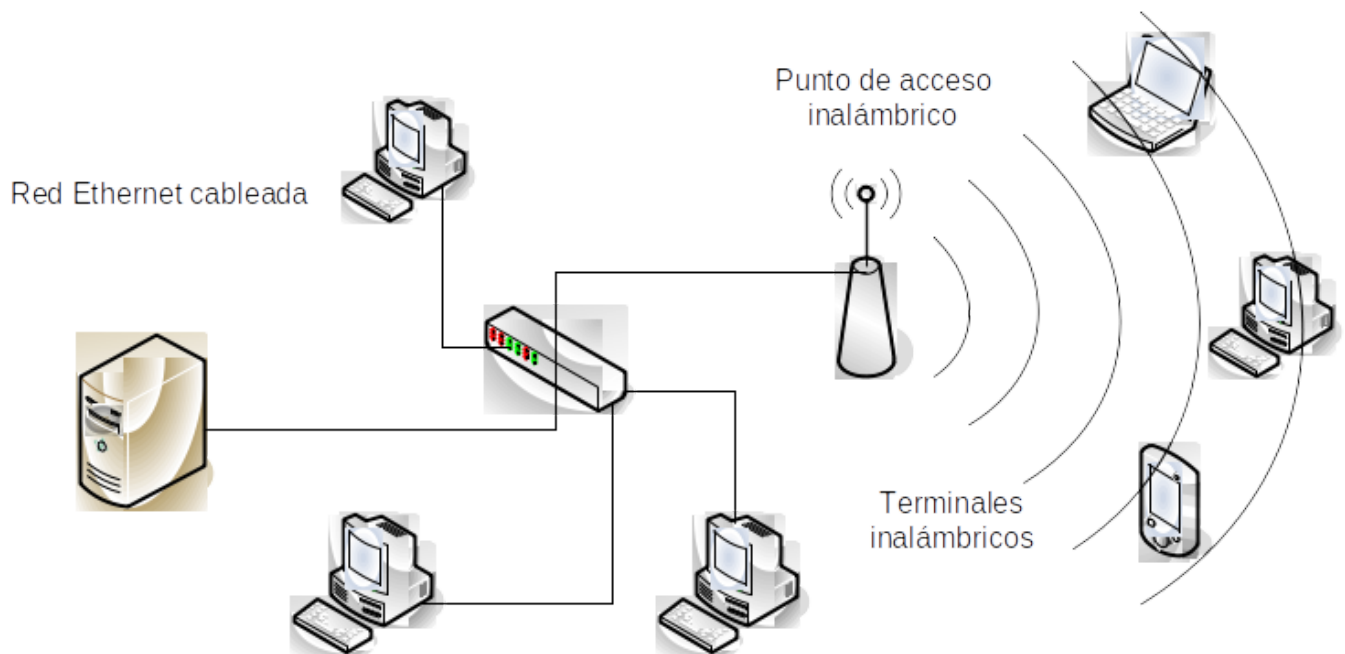 Punto de acceso
inalámbrico
Red Ethernet cableada
Terminales
inalámbricos